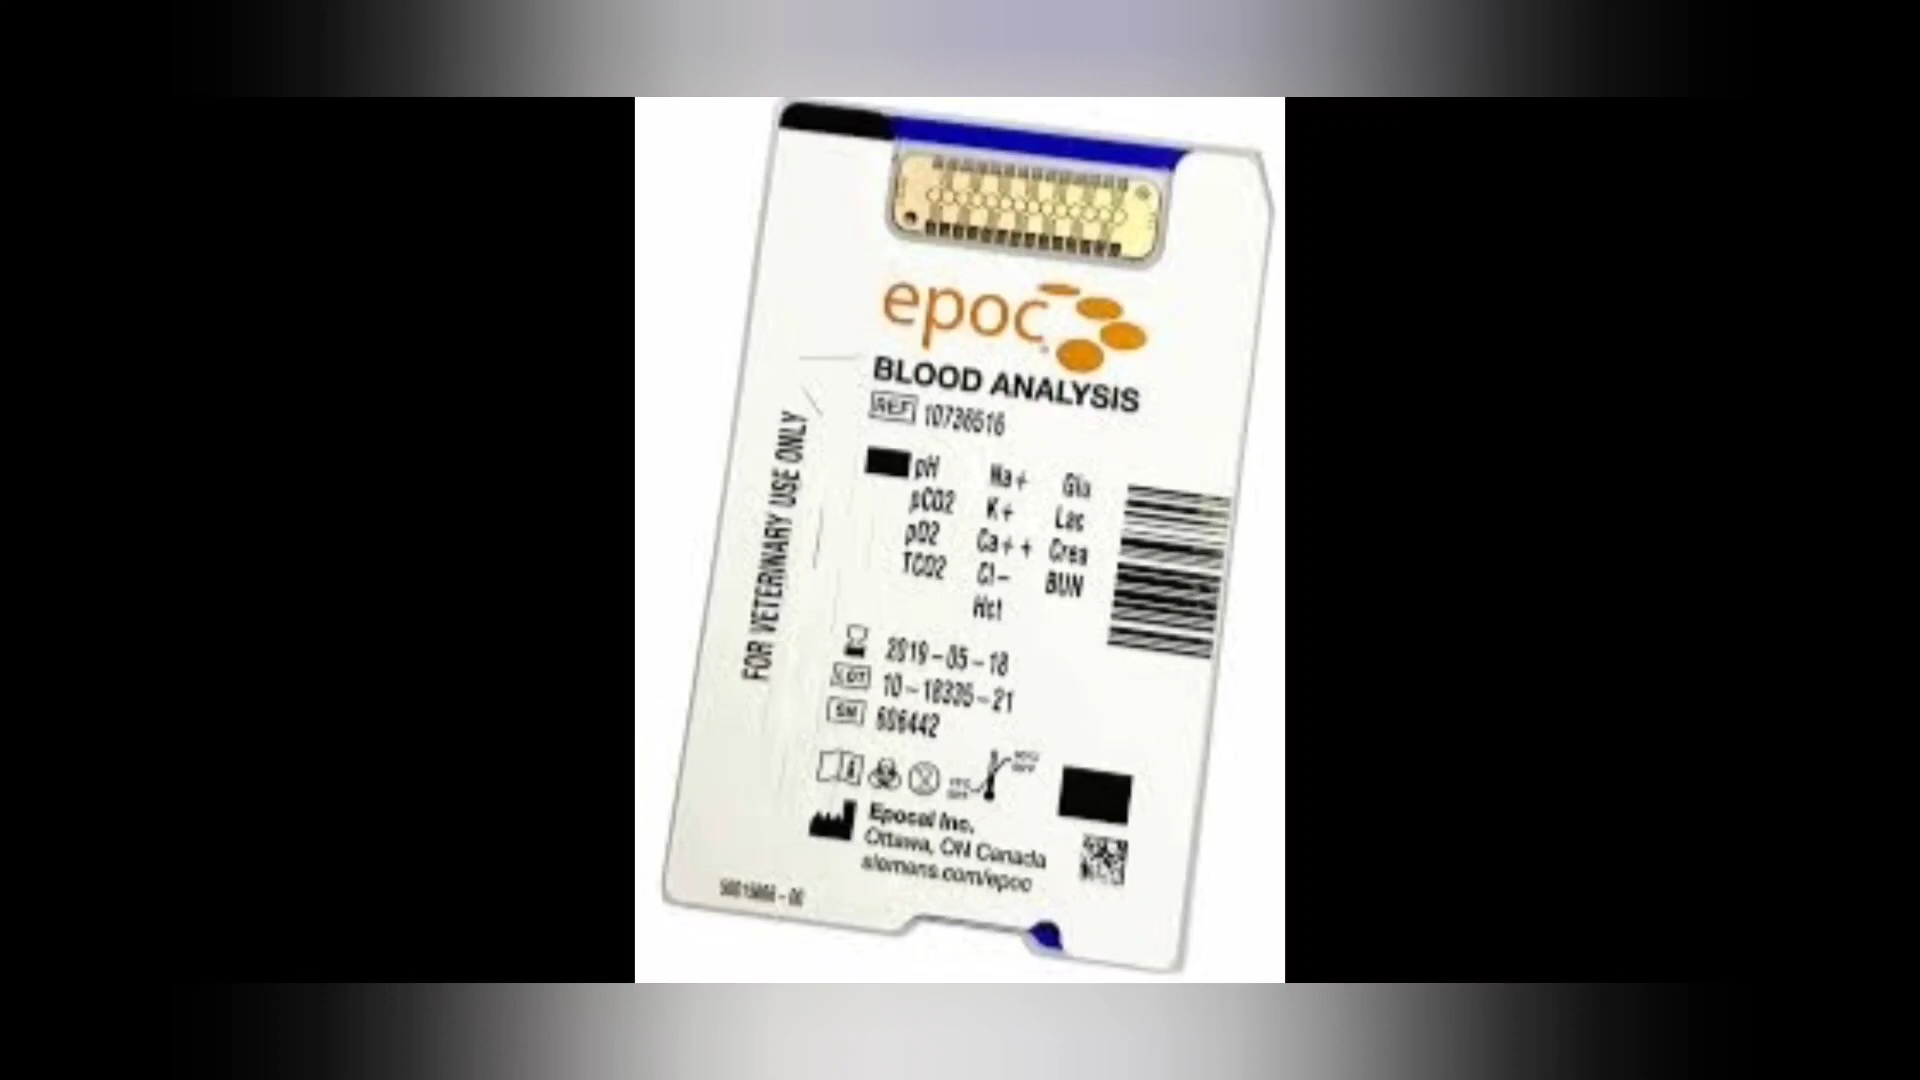 epoc
BLOOD ANALYSIS
REF 10736516
pH Na+ Glu
pCO2 K+ Lac
pO2 Ca++ Crea
TCO2 Cl- BUN
Hct
FOR VETERINARY USE ONLY
2019-05-18
LOT 10-18335-21
SN 606442
Epocal Inc.
Ottawa, ON Canada
siemens.com/epoc